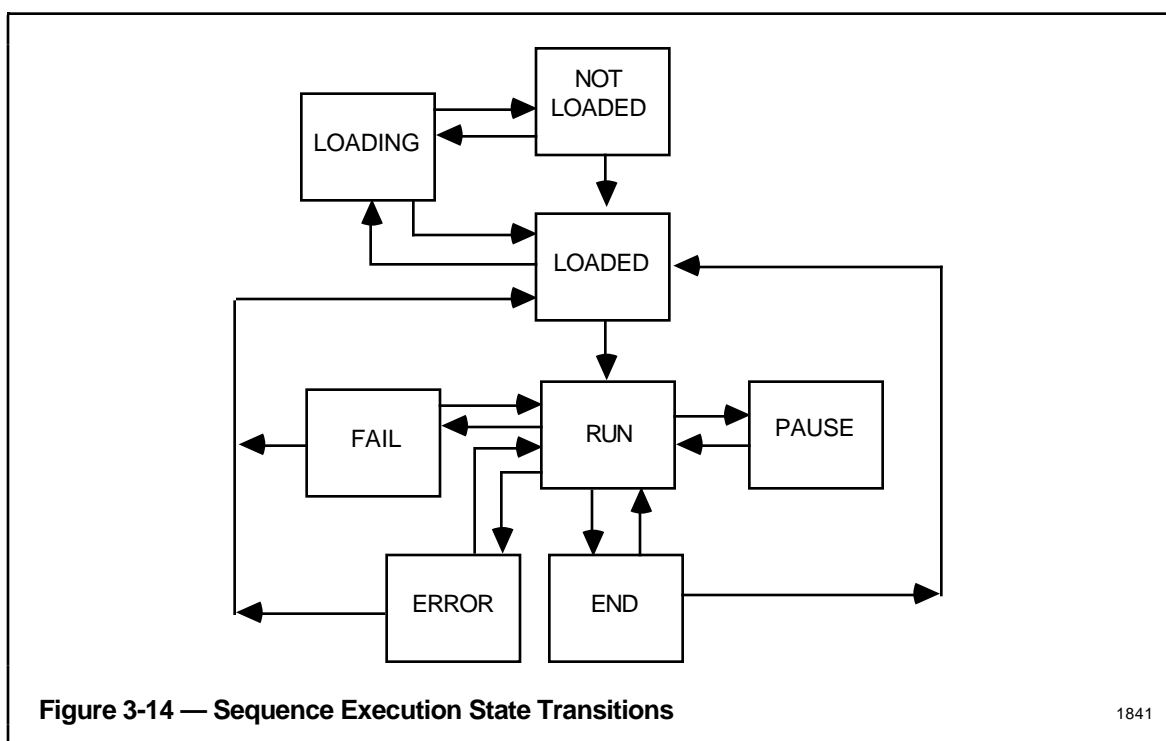 NOT
LOADED
LOADING
LOADED
FAIL
RUN
PAUSE
ERROR
END
Figure 3-14 — Sequence Execution State Transitions
1841